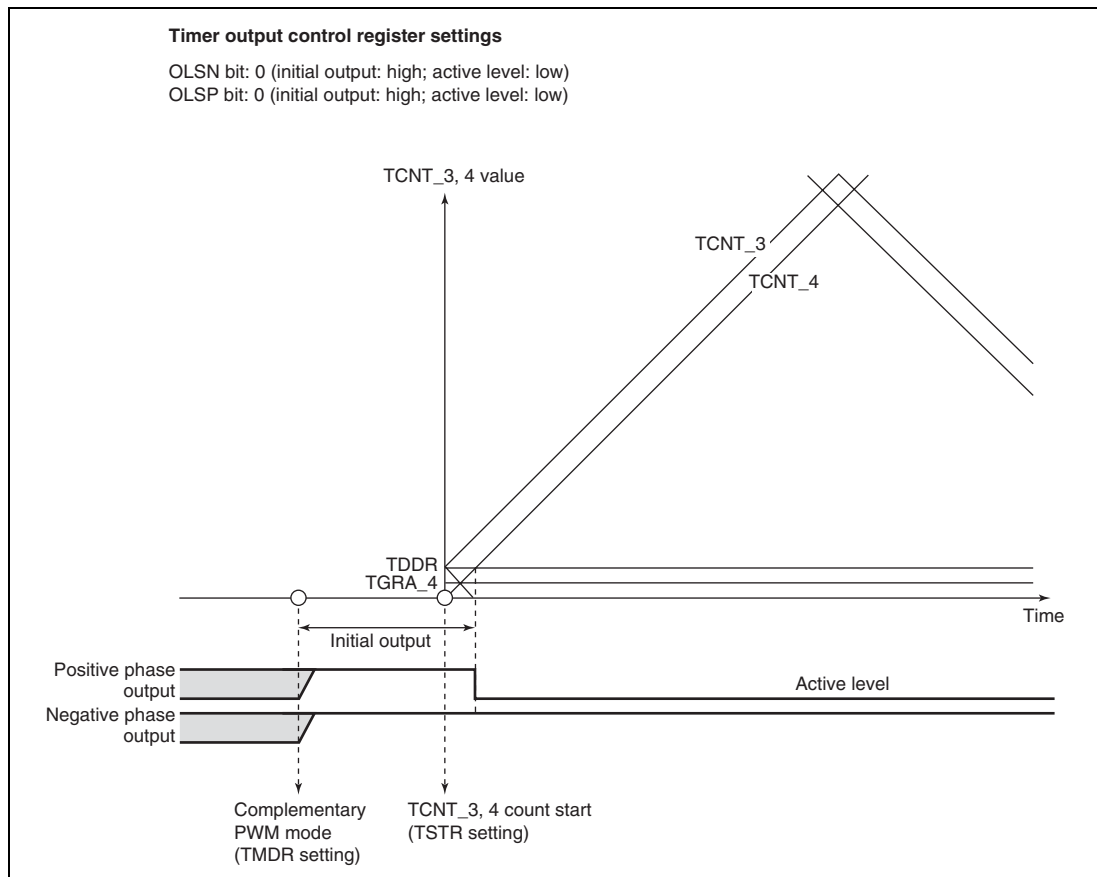 Timer output control register settings
OLSN bit: 0 (initial output: high; active level: low)
OLSP bit: 0 (initial output: high; active level: low)
TCNT_3, 4 value
TCNT_3
TCNT_4
TDDR
TGRA_4
Time
Initial output
Positive phase
output
Active level
Negative phase
output
Complementary
PWM mode
(TMDR setting)
TCNT_3, 4 count start
(TSTR setting)